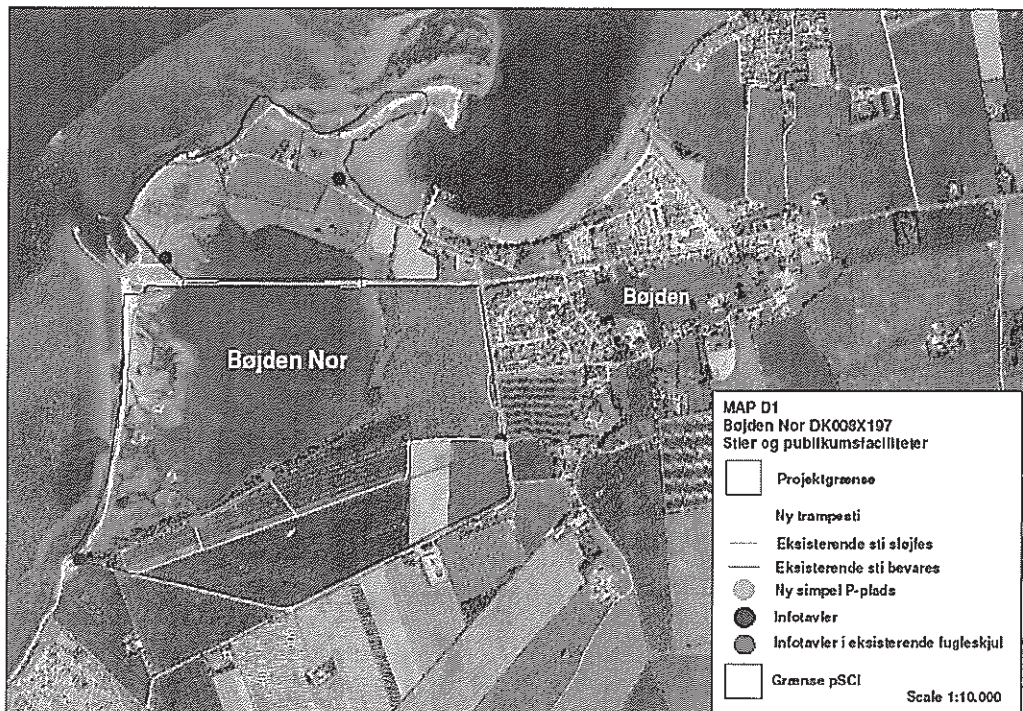 Bøjden
Bøjden Nor
MAP D1
Bøjden Nor DK008X197
Stier og publikumsfaciliteter
Projektgrænse
Ny trampesti
Eksisterende sti sløjfes
Eksisterende sti bevares
Ny simpel P-plads
Infotavler
Infotavler i eksisterende fugleskjul
Grænse pSCI
Scale 1:10.000